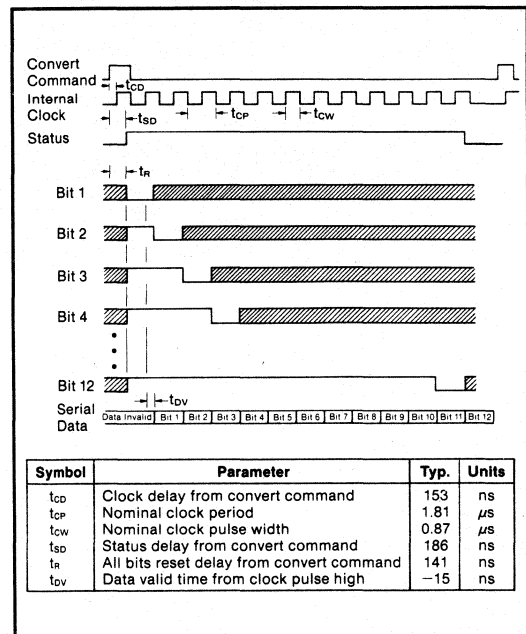 Convert
Command
tCD
Internal
Clock
tSD
tCP
tCW
Status
tR
Bit 1
Bit 2
Bit 3
Bit 4
Bit 12
tDV
Serial
Data
Data Invalid Bit 1 Bit 2 Bit 3 Bit 4 Bit 5 Bit 6 Bit 7 Bit 8 Bit 9 Bit 10 Bit 11 Bit 12
Symbol Parameter Typ. Units
tCD Clock delay from convert command 153 ns
tCP Nominal clock period 1.81 μs
tCW Nominal clock pulse width 0.87 μs
tSD Status delay from convert command 186 ns
tR All bits reset delay from convert command 141 ns
tDV Data valid time from clock pulse high −15 ns